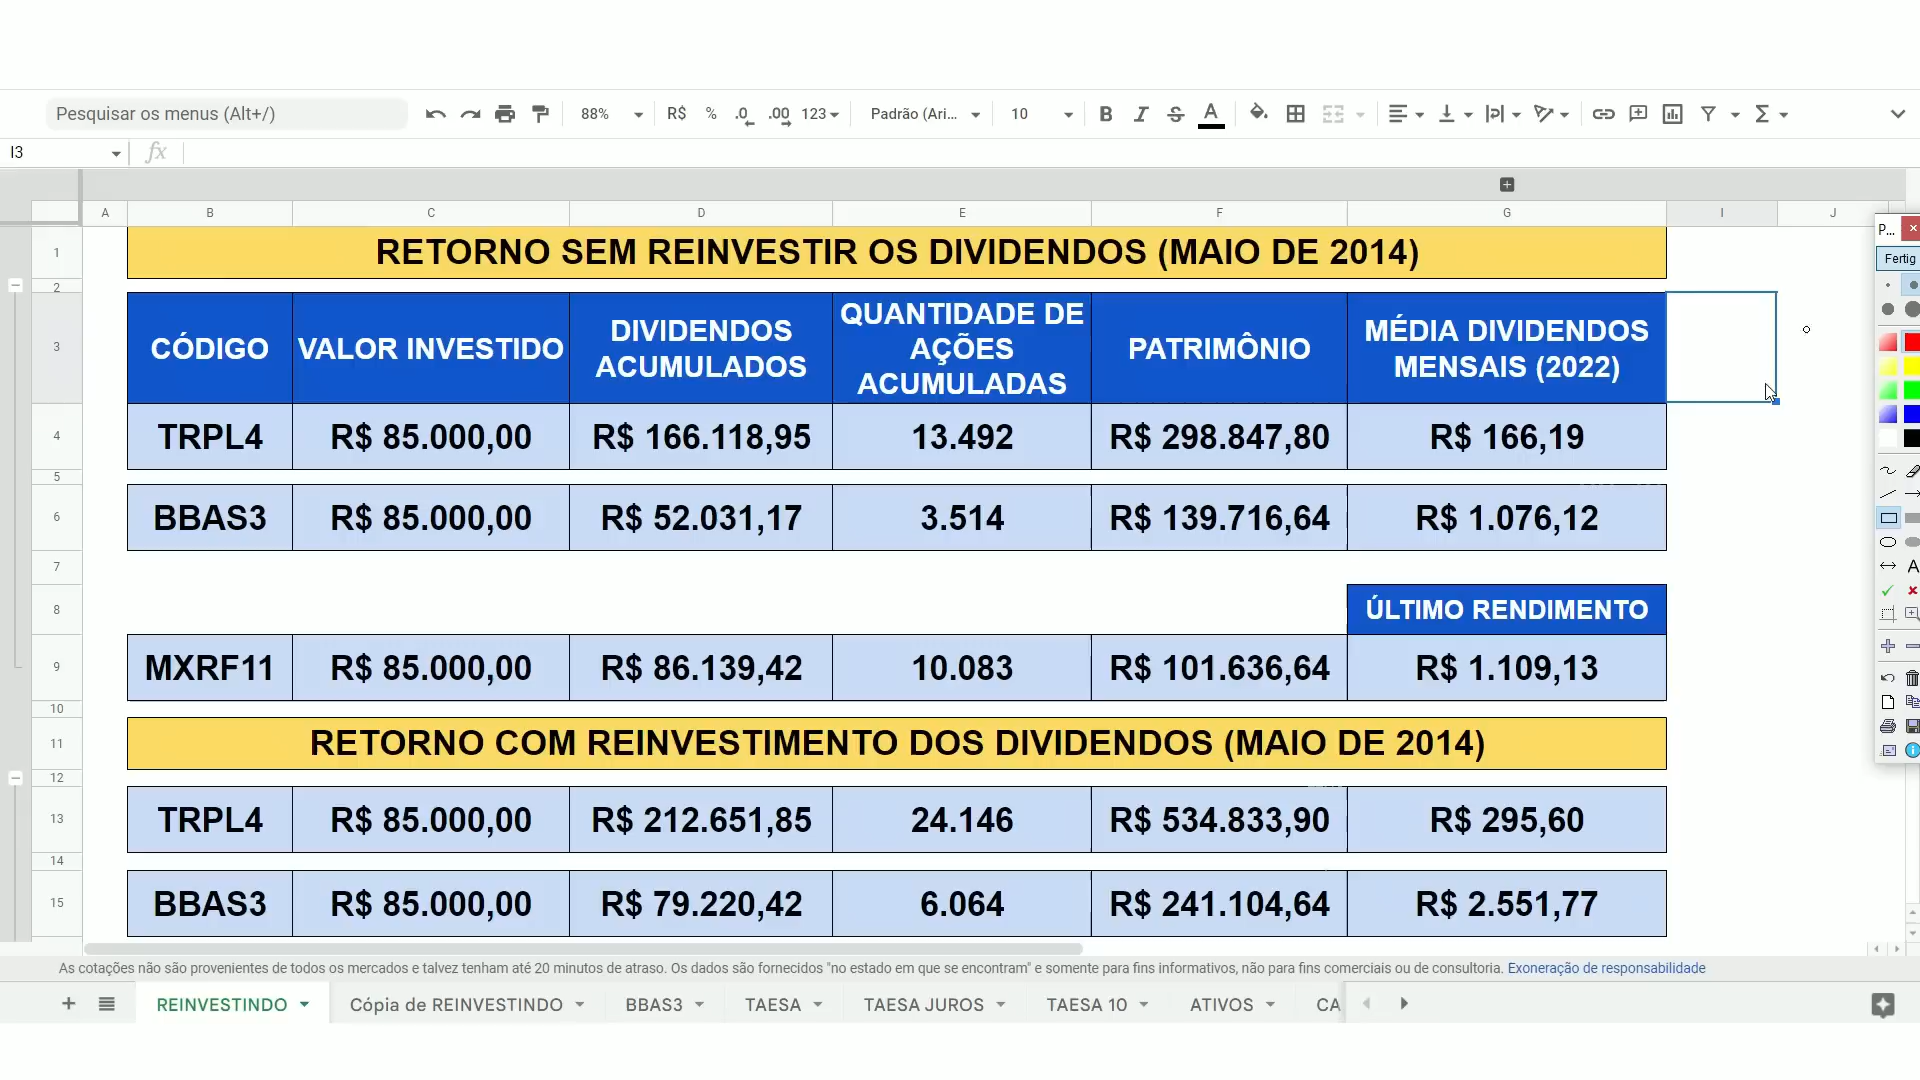 Pesquisar os menus (Alt+/)
88%
R$ % .0 .00 123
Padrão (Ari...
10
B I S A
I3
fx
A B C D E F G I J
P...
Fertig
1 RETORNO SEM REINVESTIR OS DIVIDENDOS (MAIO DE 2014)
2
3 CÓDIGO VALOR INVESTIDO DIVIDENDOS ACUMULADOS QUANTIDADE DE AÇÕES ACUMULADAS PATRIMÔNIO MÉDIA DIVIDENDOS MENSAIS (2022)
4 TRPL4 R$ 85.000,00 R$ 166.118,95 13.492 R$ 298.847,80 R$ 166,19
5
6 BBAS3 R$ 85.000,00 R$ 52.031,17 3.514 R$ 139.716,64 R$ 1.076,12
7
8 ÚLTIMO RENDIMENTO
9 MXRF11 R$ 85.000,00 R$ 86.139,42 10.083 R$ 101.636,64 R$ 1.109,13
10
11 RETORNO COM REINVESTIMENTO DOS DIVIDENDOS (MAIO DE 2014)
12
13 TRPL4 R$ 85.000,00 R$ 212.651,85 24.146 R$ 534.833,90 R$ 295,60
14
15 BBAS3 R$ 85.000,00 R$ 79.220,42 6.064 R$ 241.104,64 R$ 2.551,77
As cotações não são provenientes de todos os mercados e talvez tenham até 20 minutos de atraso. Os dados são fornecidos "no estado em que se encontram" e somente para fins informativos, não para fins comerciais ou de consultoria. Exoneração de responsabilidade
REINVESTINDO Cópia de REINVESTINDO BBAS3 TAESA TAESA JUROS TAESA 10 ATIVOS CA